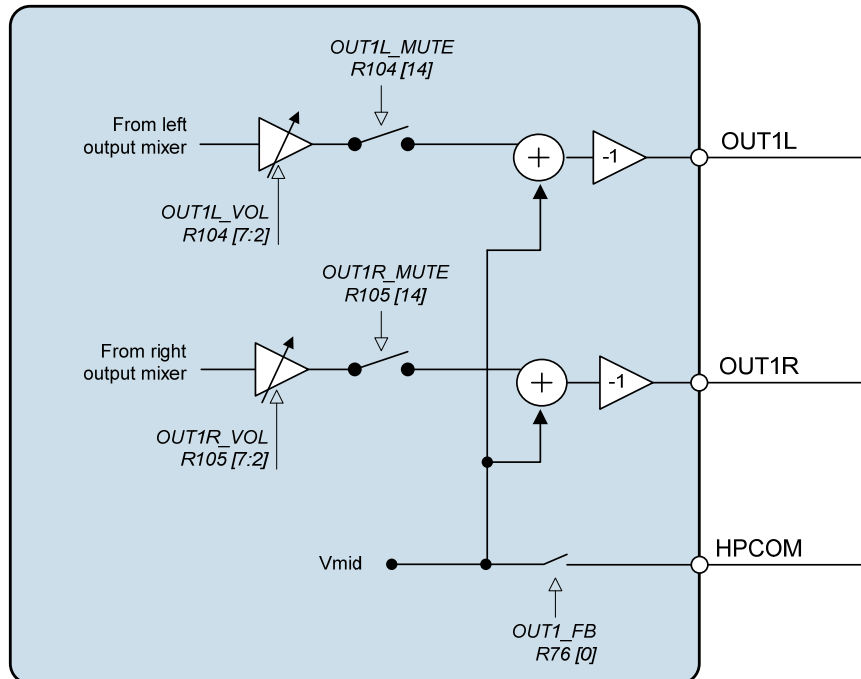 OUT1L_MUTE
R104 [14]
From left
output mixer
+
-1
OUT1L
OUT1L_VOL
R104 [7:2]
OUT1R_MUTE
R105 [14]
From right
output mixer
+
-1
OUT1R
OUT1R_VOL
R105 [7:2]
Vmid
HPCOM
OUT1_FB
R76 [0]